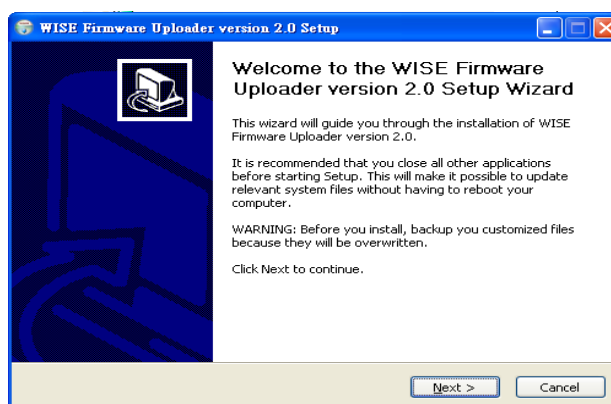 WISE Firmware Uploader version 2.0 Setup
Welcome to the WISE Firmware
Uploader version 2.0 Setup Wizard
This wizard will guide you through the installation of WISE
Firmware Uploader version 2.0.
It is recommended that you close all other applications
before starting Setup. This will make it possible to update
relevant system files without having to reboot your
computer.
WARNING: Before you install, backup you customized files
because they will be overwritten.
Click Next to continue.
Next >
Cancel